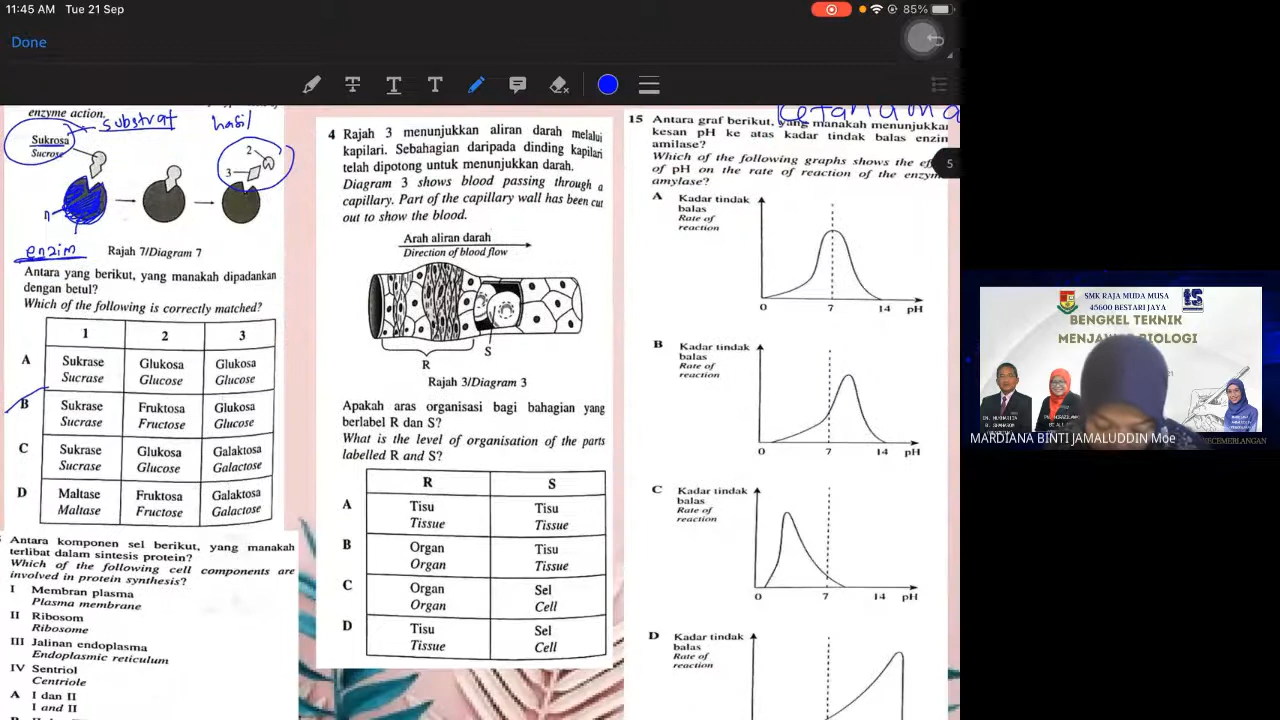 11:45 AM Tue 21 Sep
85%
Done
5
enzyme action.
Sukrosa
Sucrose
substrat
hasil
2
3
enzim
Rajah 7/Diagram 7
Antara yang berikut, yang manakah dipadankan
dengan betul?
Which of the following is correctly matched?
1 2 3
A Sukrase Glukosa Glukosa
Sucrase Glucose Glucose
B Sukrase Fruktosa Glukosa
Sucrase Fructose Glucose
C Sukrase Glukosa Galaktosa
Sucrase Glucose Galactose
D Maltase Fruktosa Galaktosa
Maltase Fructose Galactose
Antara komponen sel berikut, yang manakah
terlibat dalam sintesis protein?
Which of the following cell components are
involved in protein synthesis?
I Membran plasma
Plasma membrane
II Ribosom
Ribosome
III Jalinan endoplasma
Endoplasmic reticulum
IV Sentriol
Centriole
A I dan II
I and II
4 Rajah 3 menunjukkan aliran darah melalui
kapilari. Sebahagian daripada dinding kapilari
telah dipotong untuk menunjukkan darah.
Diagram 3 shows blood passing through a
capillary. Part of the capillary wall has been cut
out to show the blood.
Arah aliran darah
Direction of blood flow
S
R
Rajah 3/Diagram 3
Apakah aras organisasi bagi bahagian yang
berlabel R dan S?
What is the level of organisation of the parts
labelled R and S?
R S
A Tisu Tisu
Tissue Tissue
B Organ Tisu
Organ Tissue
C Organ Sel
Organ Cell
D Tisu Sel
Tissue Cell
15 Antara graf berikut, yang manakah menunjukkan
kesan pH ke atas kadar tindak balas enzim
amilase?
Which of the following graphs shows the
of pH on the rate of reaction of the enzyme
amylase?
A Kadar tindak
balas
Rate of
reaction
0 7 14 pH
B Kadar tindak
balas
Rate of
reaction
0 7 14 pH
C Kadar tindak
balas
Rate of
reaction
0 7 14 pH
D Kadar tindak
balas
Rate of
reaction
SMK RAJA MUDA MUSA
45600 BESTARI JAYA
BENGKEL TEKNIK
MENJAWAB BIOLOGI
MARDIANA BINTI JAMALUDDIN Moe